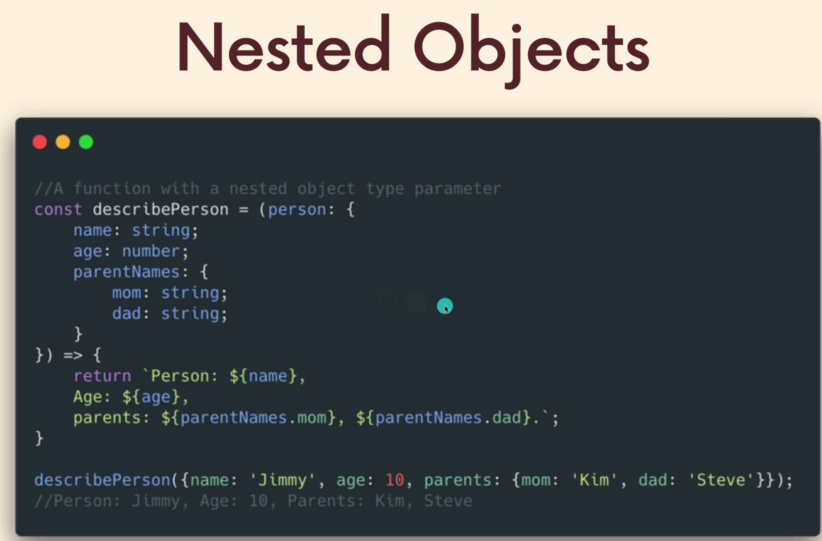 Nested Objects
//A function with a nested object type parameter
const describePerson = (person: {
    name: string;
    age: number;
    parentNames: {
        mom: string;
        dad: string;
    }
}) => {
    return `Person: ${name},
    Age: ${age},
    parents: ${parentNames.mom}, ${parentNames.dad}.`;
}
describePerson({name: 'Jimmy', age: 10, parents: {mom: 'Kim', dad: 'Steve'}});
//Person: Jimmy, Age: 10, Parents: Kim, Steve